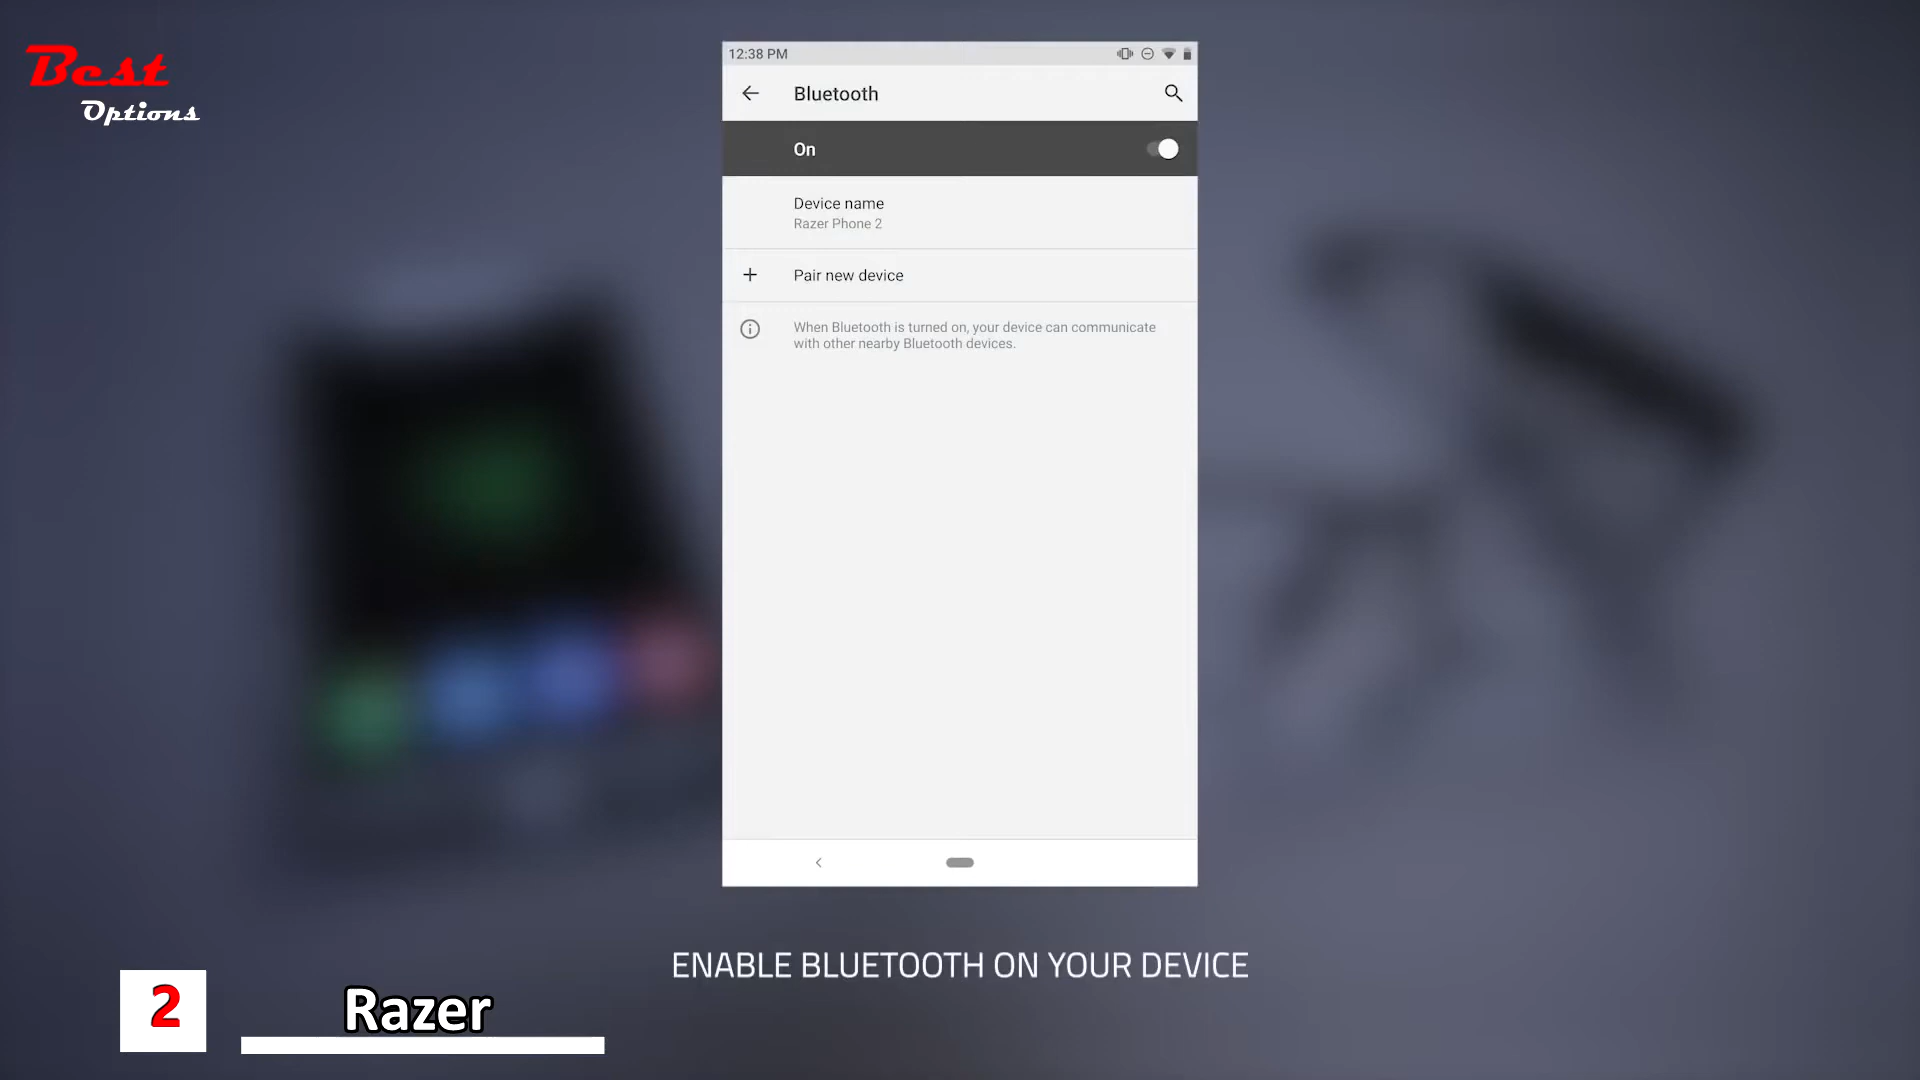 Best
Options
12:38 PM
Bluetooth
On
Device name
Razer Phone 2
Pair new device
When Bluetooth is turned on, your device can communicate
with other nearby Bluetooth devices.
ENABLE BLUETOOTH ON YOUR DEVICE
2
Razer